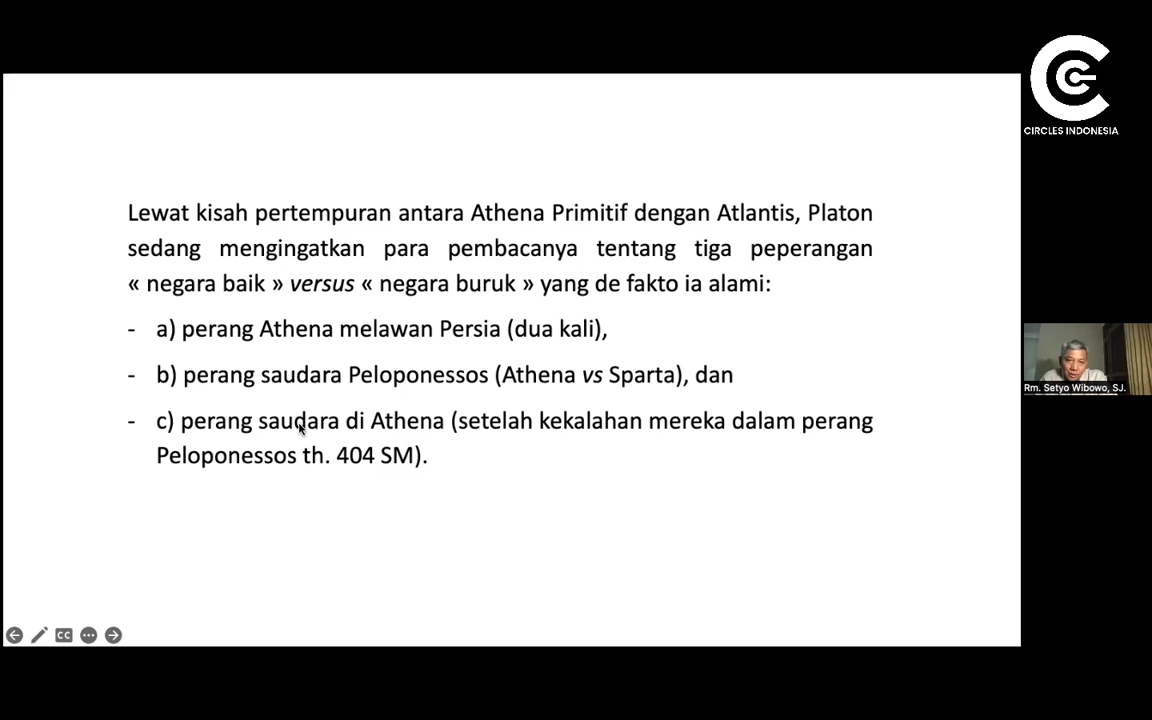 CIRCLES INDONESIA
Lewat kisah pertempuran antara Athena Primitif dengan Atlantis, Platon
sedang mengingatkan para pembacanya tentang tiga peperangan
« negara baik » versus « negara buruk » yang de fakto ia alami:
- a) perang Athena melawan Persia (dua kali),
- b) perang saudara Peloponessos (Athena vs Sparta), dan
- c) perang saudara di Athena (setelah kekalahan mereka dalam perang
Peloponessos th. 404 SM).
Rm. Setyo Wibowo, SJ.
CC